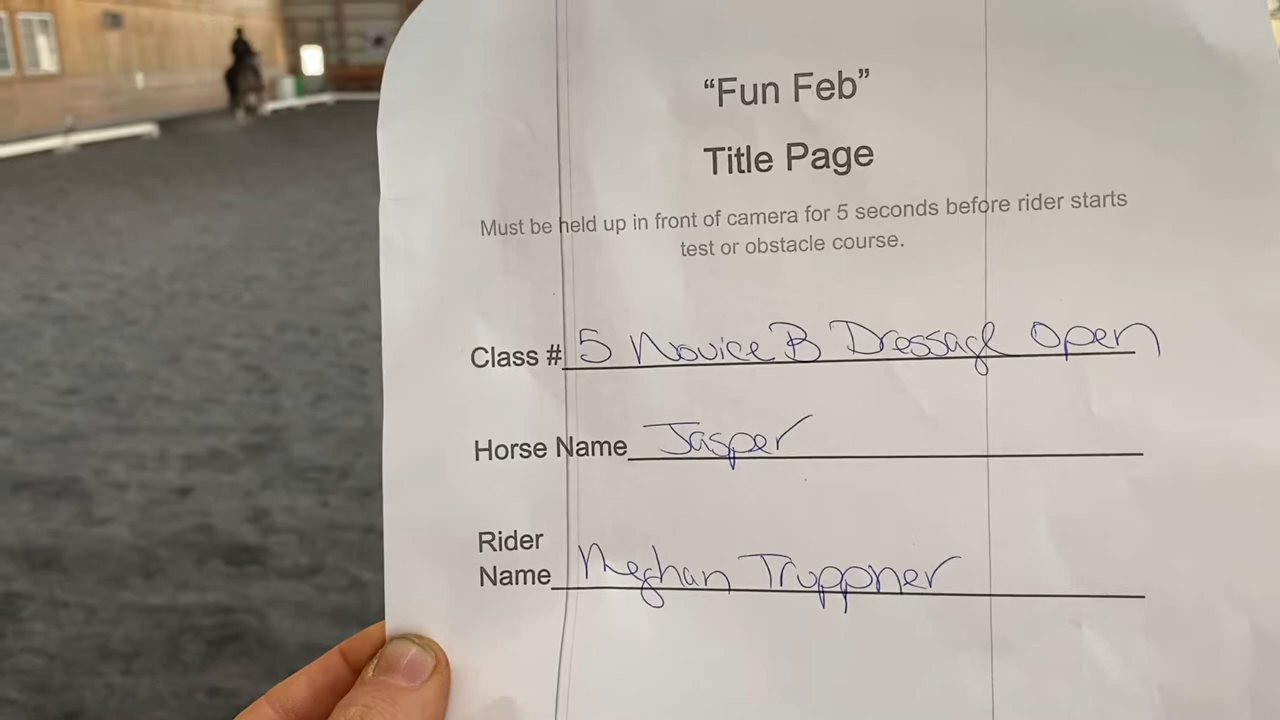 “Fun Feb”
Title Page
Must be held up in front of camera for 5 seconds before rider starts
test or obstacle course.
Class # 5 Novice B Dressage Open
Horse Name Jasper
Rider
Name Meghan Truppner